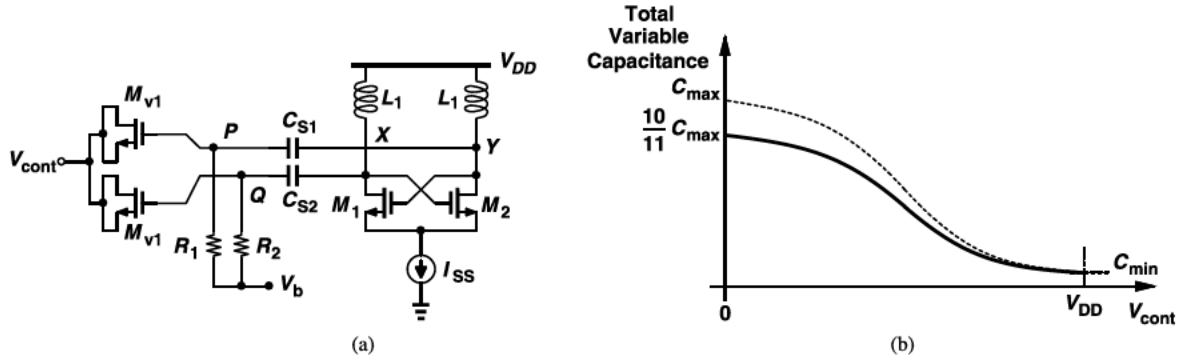 V_DD
L_1
L_1
M_v1
P
C_S1
X
Y
V_cont
Q
C_S2
M_1
M_2
M_v1
R_1
R_2
I_SS
V_b
(a)
Total
Variable
Capacitance
C_max
10/11 C_max
C_min
0
V_DD
V_cont
(b)